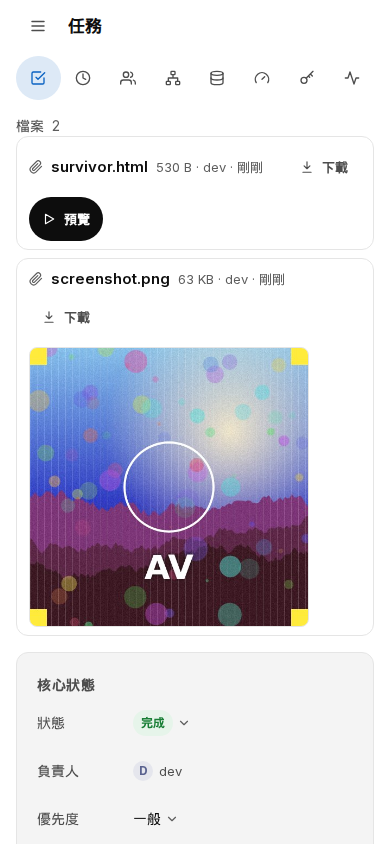 任務
檔案 2
survivor.html 530 B · dev · 剛剛 下載
預覽
screenshot.png 63 KB · dev · 剛剛
下載
AV
核心狀態
狀態 完成
負責人 D dev
優先度 一般